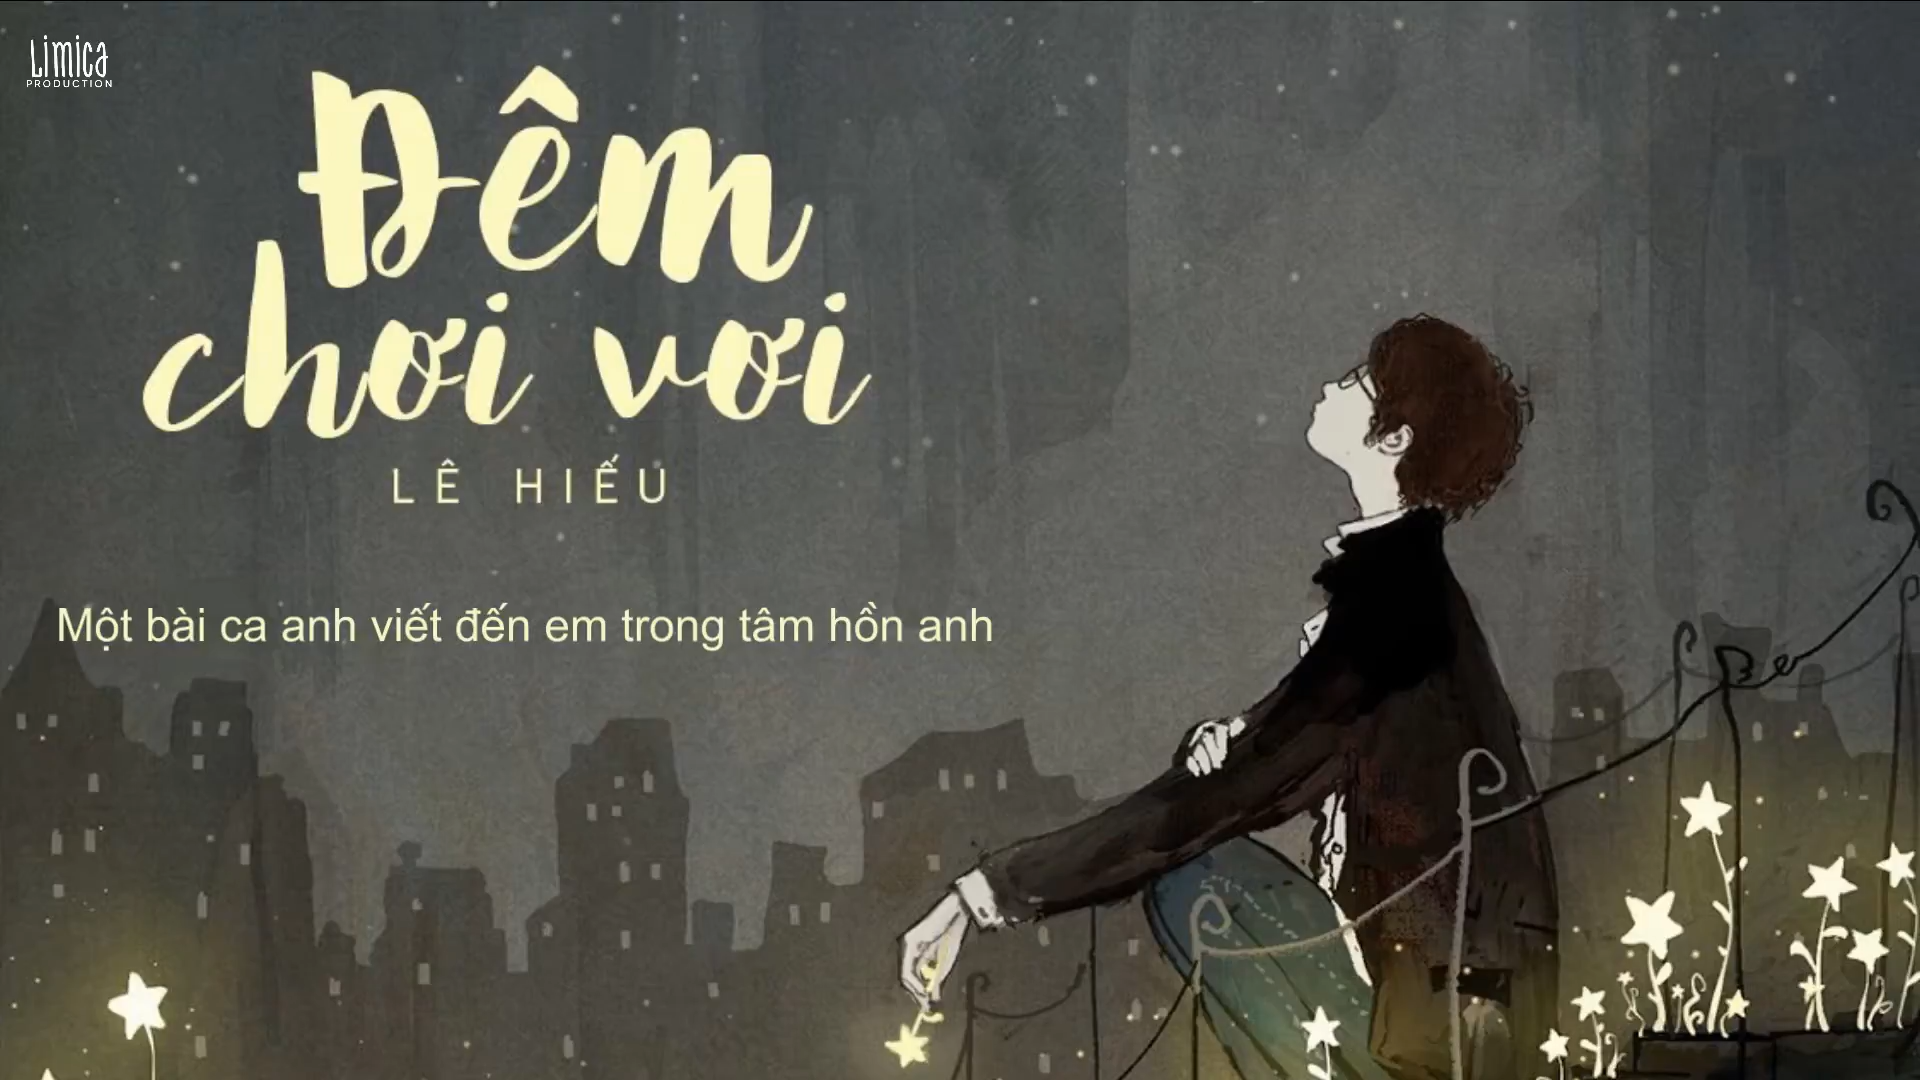 Limica
PRODUCTION
Đêm
chơi vơi
LÊ HIẾU
Một bài ca anh viết đến em trong tâm hồn anh